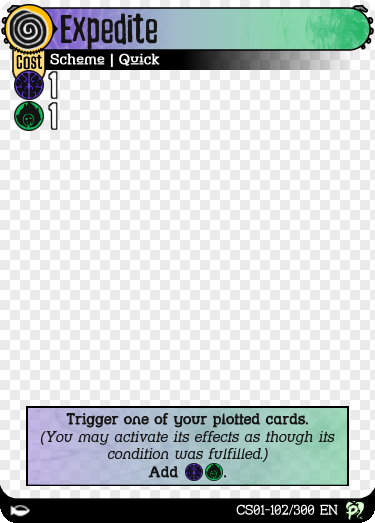 Expedite
COST
Scheme | Quick
1
1
Trigger one of your plotted cards.
(You may activate its effects as though its
condition was fulfilled.)
Add .
CS01-102/300 EN